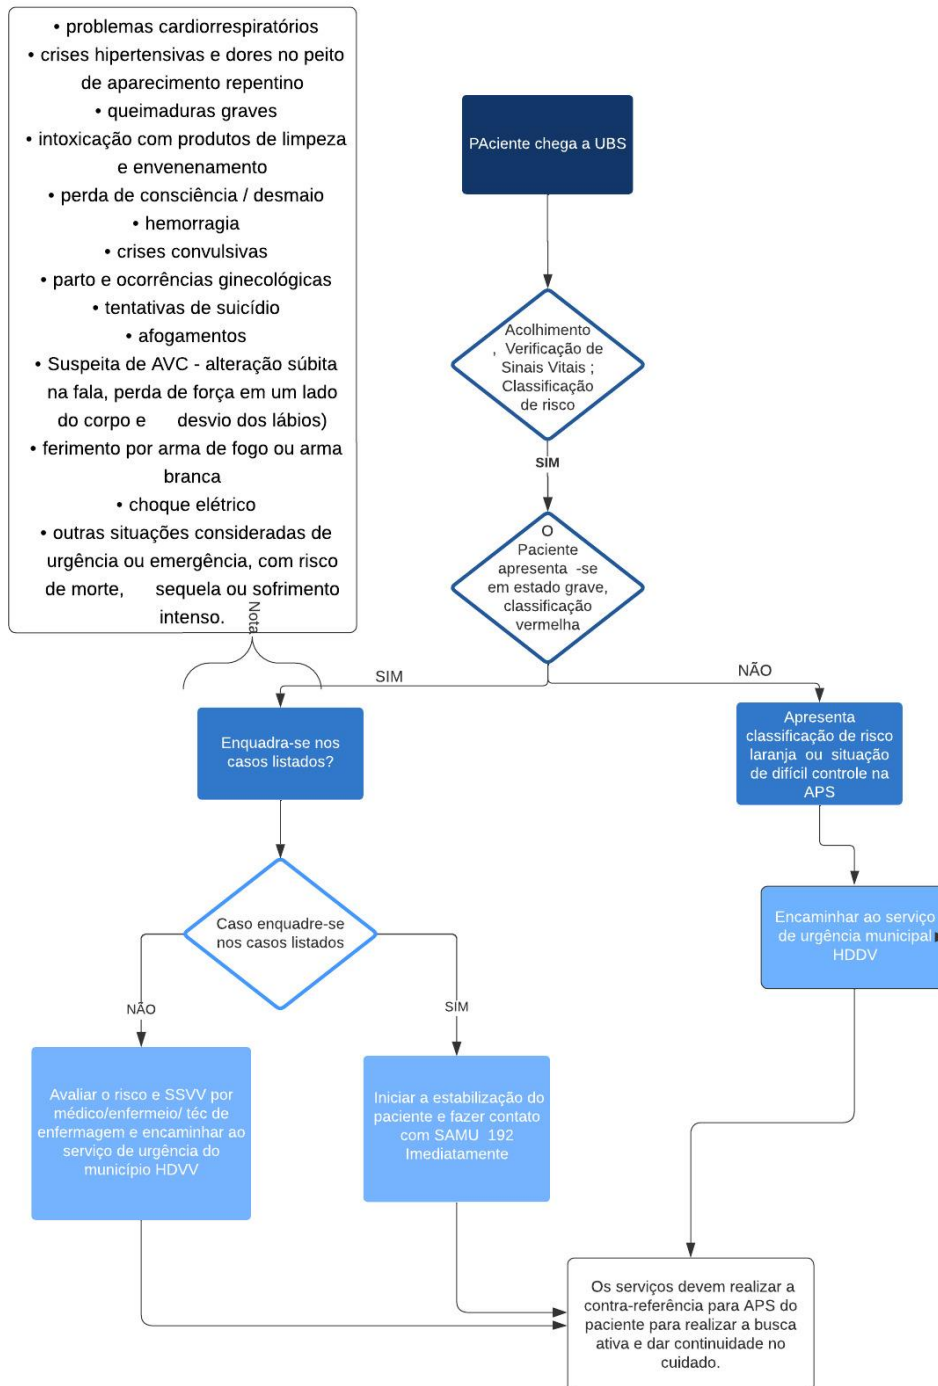 • problemas cardiorrespiratórios
• crises hipertensivas e dores no peito
de aparecimento repentino
• queimaduras graves
• intoxicação com produtos de limpeza
e envenenamento
• perda de consciência / desmaio
• hemorragia
• crises convulsivas
• parto e ocorrências ginecológicas
• tentativas de suicídio
• afogamentos
• Suspeita de AVC - alteração súbita
na fala, perda de força em um lado
do corpo e desvio dos lábios)
• ferimento por arma de fogo ou arma
branca
• choque elétrico
• outras situações consideradas de
urgência ou emergência, com risco
de morte, sequela ou sofrimento
intenso.
Nota
PAciente chega a UBS
Acolhimento
, Verificação de
Sinais Vitais ;
Classificação
de risco
SIM
O
Paciente
apresenta -se
em estado grave,
classificação
vermelha
SIM
NÃO
Enquadra-se nos
casos listados?
Apresenta
classificação de risco
laranja ou situação
de difícil controle na
APS
Caso enquadre-se
nos casos listados
Encaminhar ao serviço
de urgência municipal
HDDV
NÃO
SIM
Avaliar o risco e SSVV por
médico/enfermeio/ téc de
enfermagem e encaminhar ao
serviço de urgência do
município HDVV
Iniciar a estabilização do
paciente e fazer contato
com SAMU 192
Imediatamente
Os serviços devem realizar a
contra-referência para APS do
paciente para realizar a busca
ativa e dar continuidade no
cuidado.